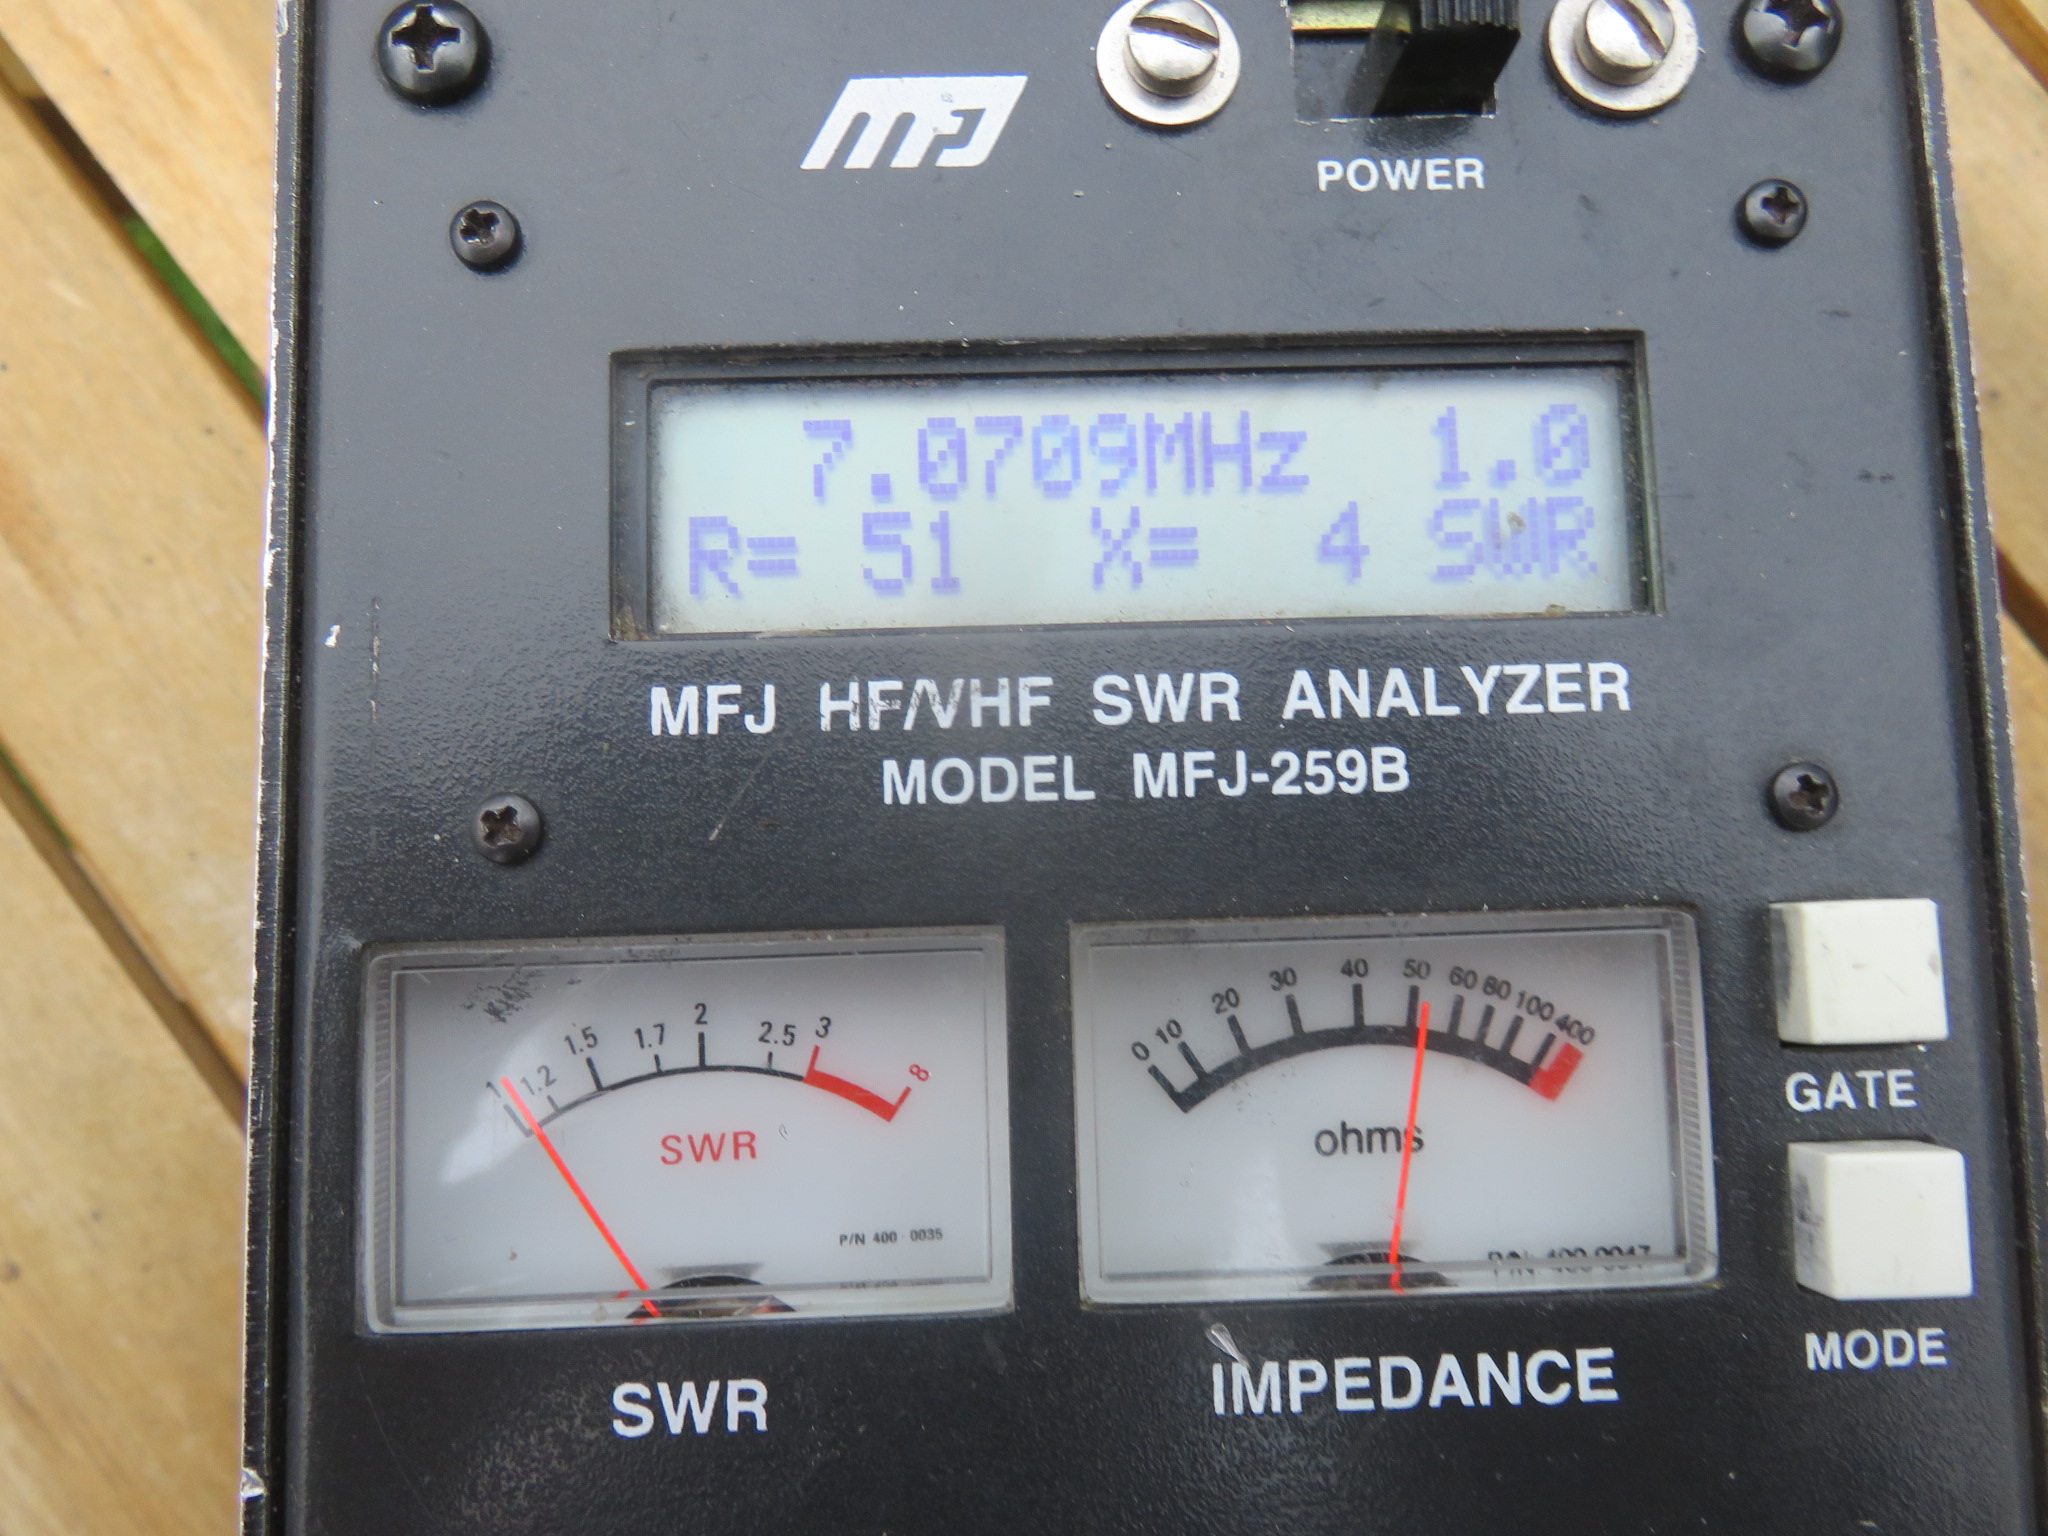 MFJ
POWER
7.0709MHz 1.0
R= 51 X= 4 SWR
MFJ HF/VHF SWR ANALYZER
MODEL MFJ-259B
1 1.2 1.5 1.7 2 2.5 3 8
SWR
P/N 400-0035
0 10 20 30 40 50 60 80 100 400
ohms
P/N 400-0047
GATE
MODE
SWR
IMPEDANCE